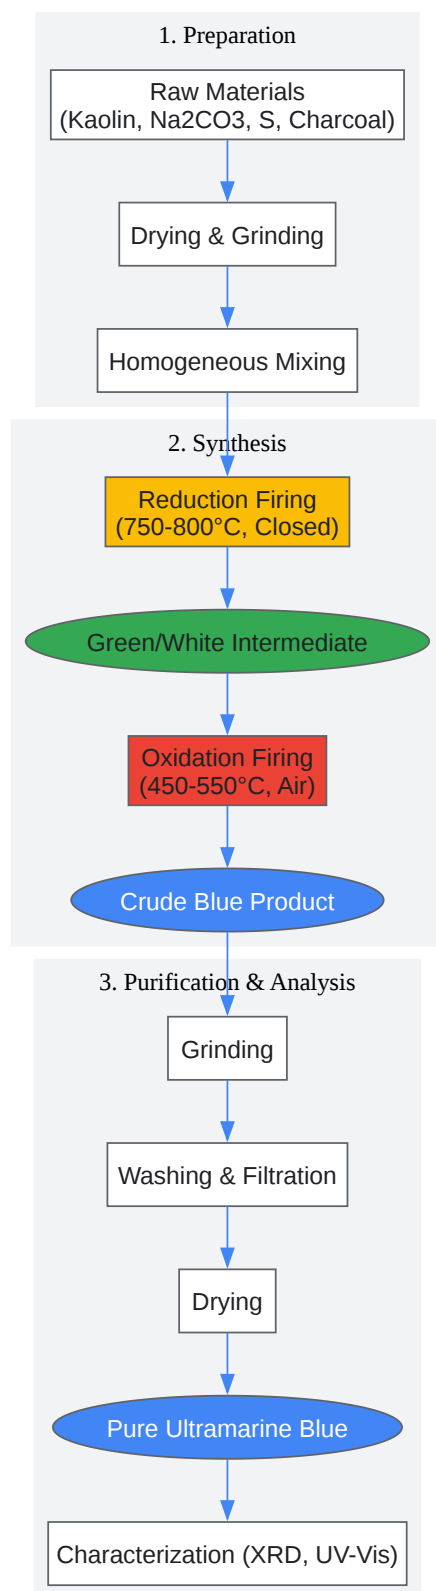 1. Preparation
Raw Materials
(Kaolin, Na2CO3, S, Charcoal)
Drying & Grinding
Homogeneous Mixing
2. Synthesis
Reduction Firing
(750-800°C, Closed)
Green/White Intermediate
Oxidation Firing
(450-550°C, Air)
Crude Blue Product
3. Purification & Analysis
Grinding
Washing & Filtration
Drying
Pure Ultramarine Blue
Characterization (XRD, UV-Vis)